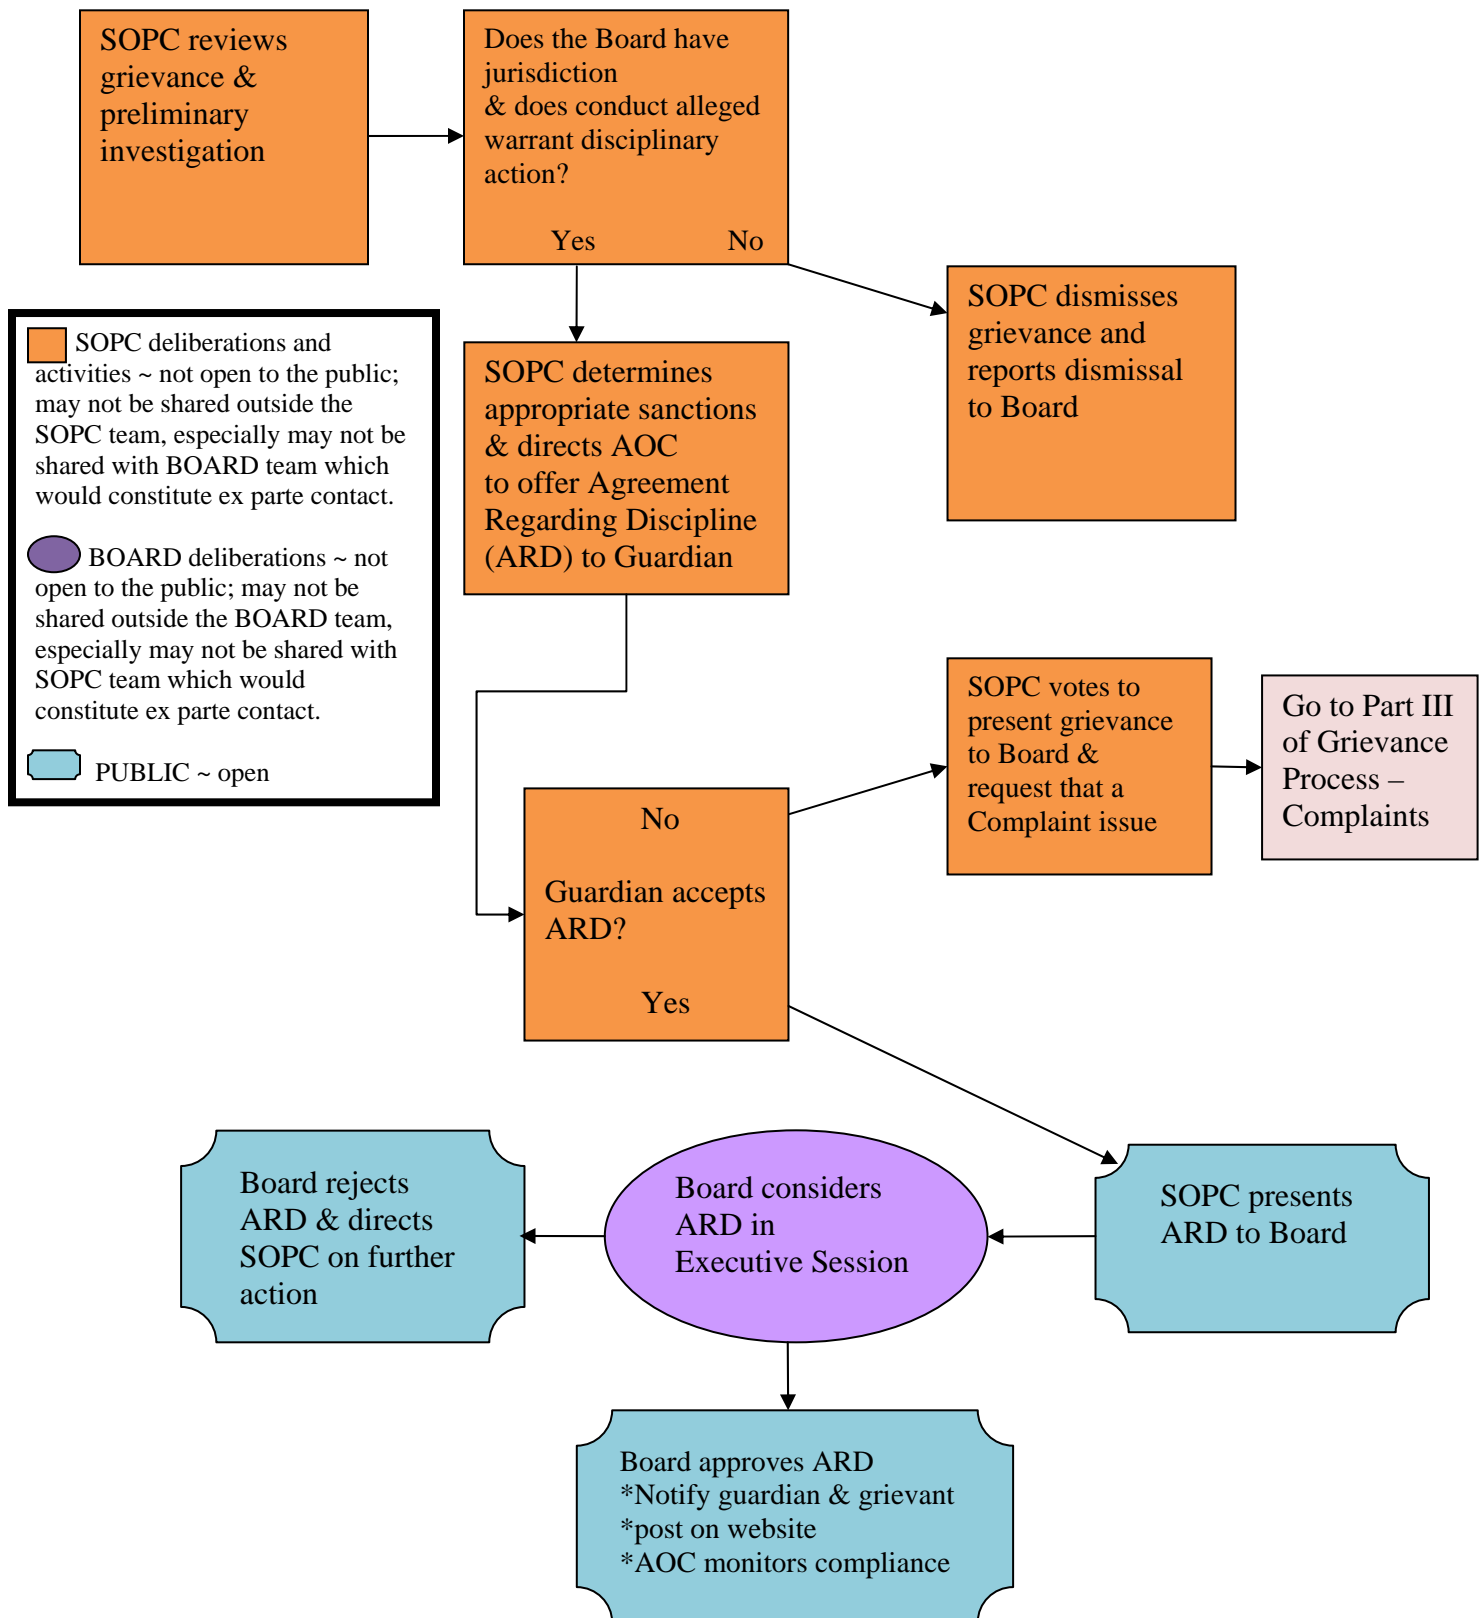 SOPC reviews
grievance &
preliminary
investigation
Does the Board have
jurisdiction
& does conduct alleged
warrant disciplinary
action?
Yes No
SOPC dismisses
grievance and
reports dismissal
to Board
SOPC deliberations and
activities ~ not open to the public;
may not be shared outside the
SOPC team, especially may not be
shared with BOARD team which
would constitute ex parte contact.
BOARD deliberations ~ not
open to the public; may not be
shared outside the BOARD team,
especially may not be shared with
SOPC team which would
constitute ex parte contact.
PUBLIC ~ open
SOPC determines
appropriate sanctions
& directs AOC
to offer Agreement
Regarding Discipline
(ARD) to Guardian
SOPC votes to
present grievance
to Board &
request that a
Complaint issue
Go to Part III
of Grievance
Process –
Complaints
No
Guardian accepts
ARD?
Yes
Board rejects
ARD & directs
SOPC on further
action
Board considers
ARD in
Executive Session
SOPC presents
ARD to Board
Board approves ARD
*Notify guardian & grievant
*post on website
*AOC monitors compliance